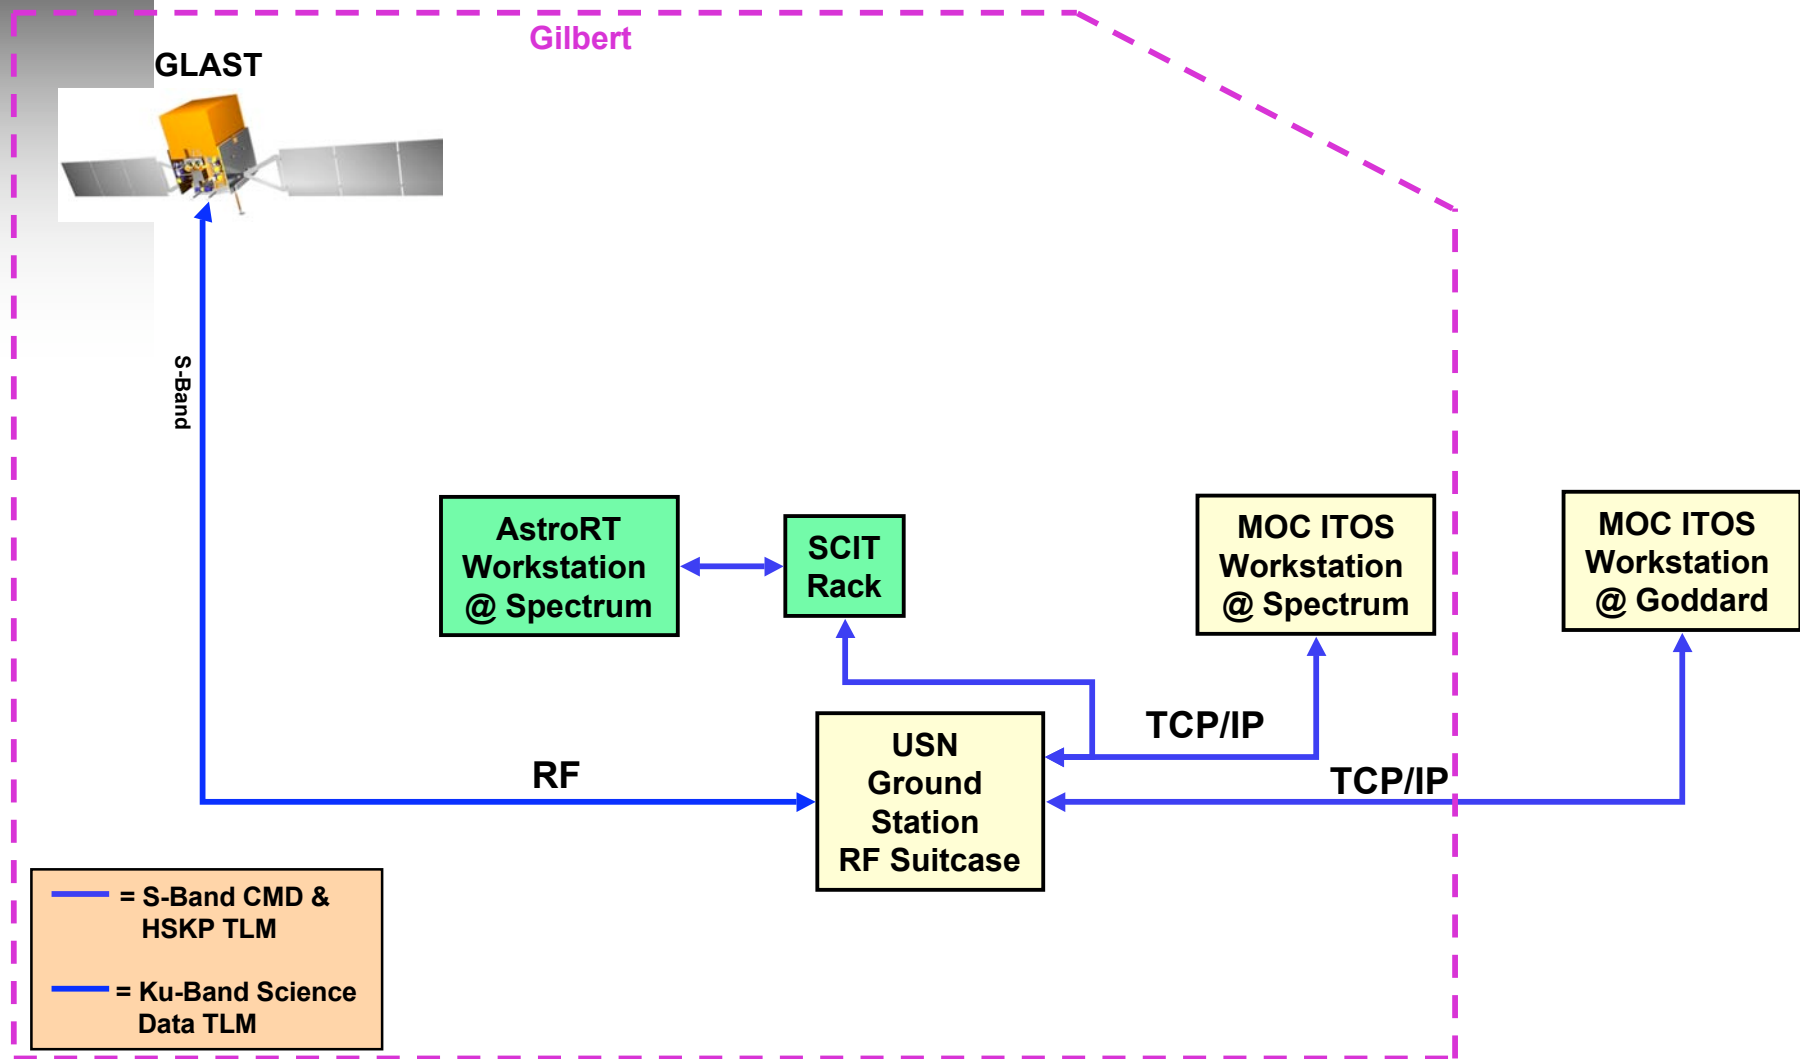 Gilbert
GLAST
S-Band
AstroRT
Workstation
@ Spectrum
SCIT
Rack
MOC ITOS
Workstation
@ Spectrum
MOC ITOS
Workstation
@ Goddard
TCP/IP
USN
Ground
Station
RF Suitcase
RF
TCP/IP
= S-Band CMD &
HSKP TLM
= Ku-Band Science
Data TLM